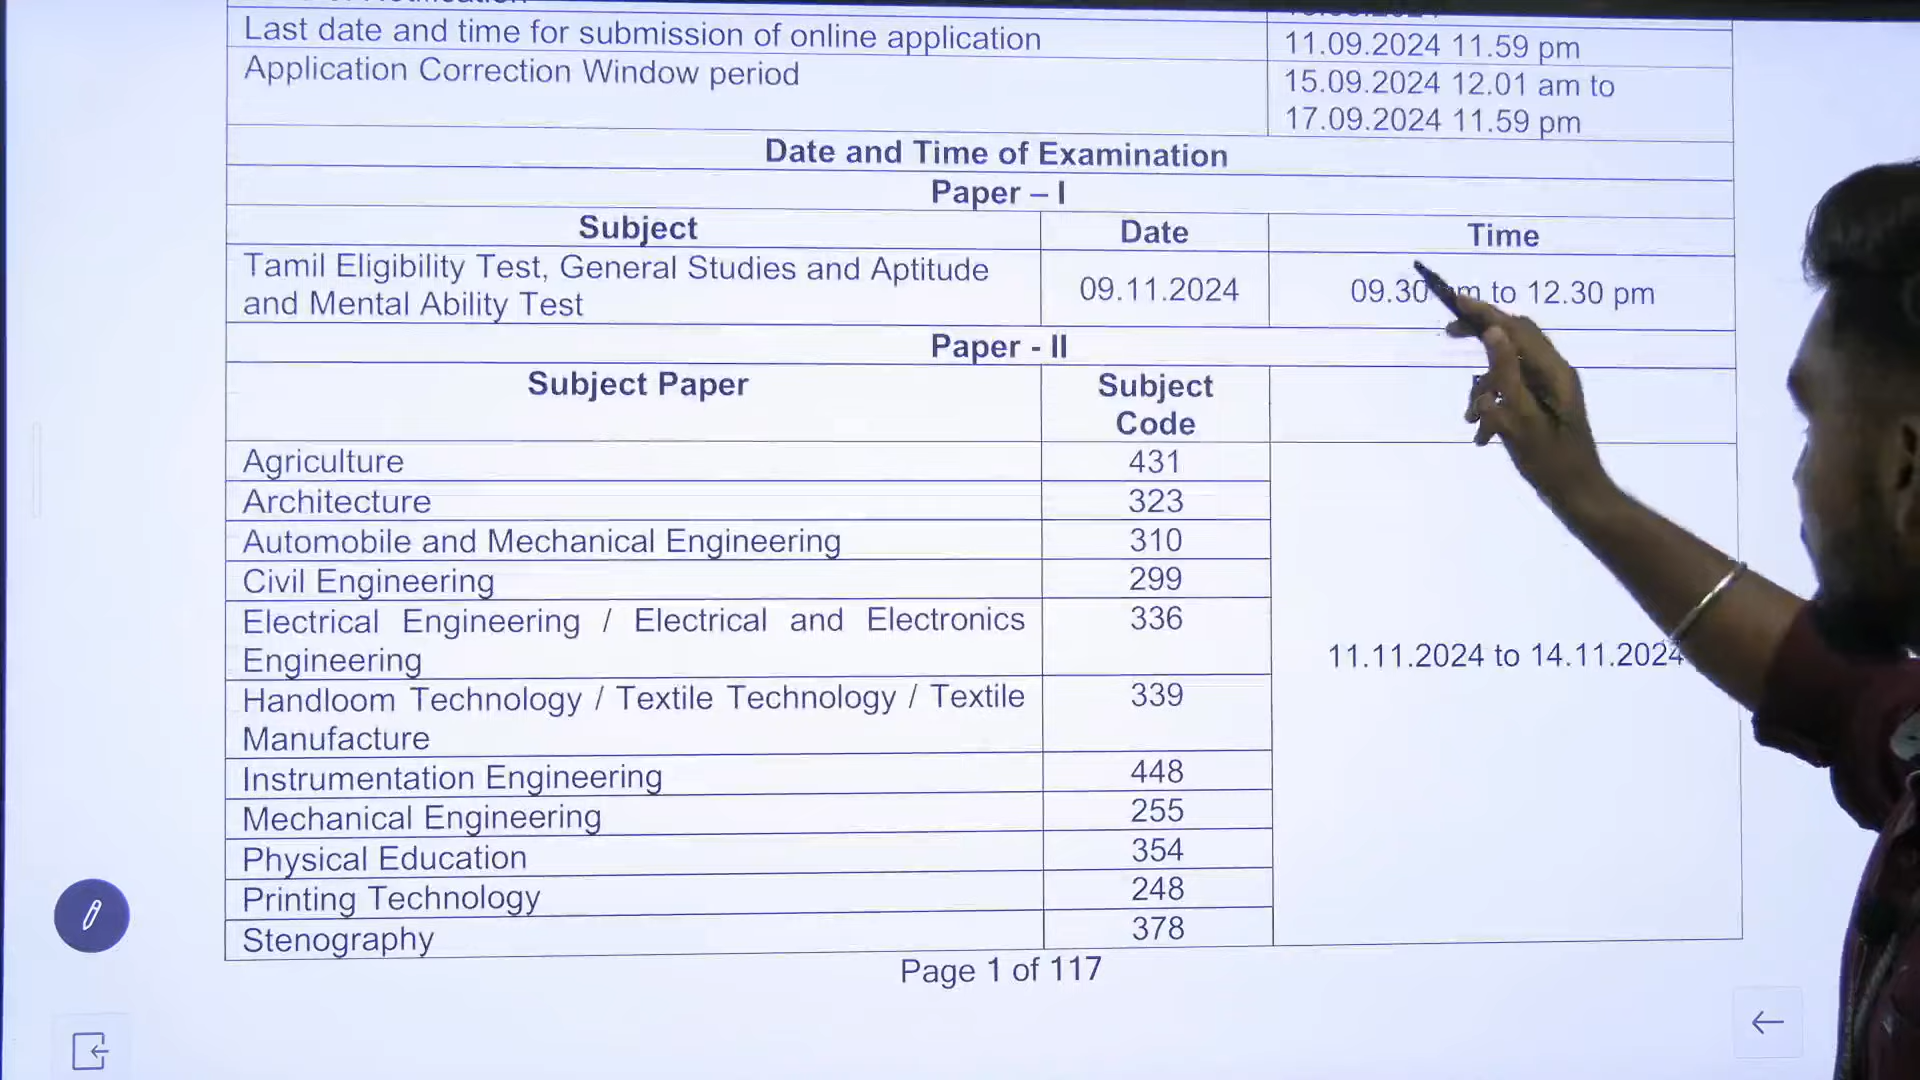 Last date and time for submission of online application
11.09.2024 11.59 pm
Application Correction Window period
15.09.2024 12.01 am to
17.09.2024 11.59 pm
Date and Time of Examination
Paper – I
Subject
Date
Time
Tamil Eligibility Test, General Studies and Aptitude
and Mental Ability Test
09.11.2024
09.30 am to 12.30 pm
Paper - II
Subject Paper
Subject
Code
Agriculture 431
Architecture 323
Automobile and Mechanical Engineering 310
Civil Engineering 299
Electrical Engineering / Electrical and Electronics
Engineering
336
Handloom Technology / Textile Technology / Textile
Manufacture
339
Instrumentation Engineering 448
Mechanical Engineering 255
Physical Education 354
Printing Technology 248
Stenography 378
11.11.2024 to 14.11.2024
Page 1 of 117